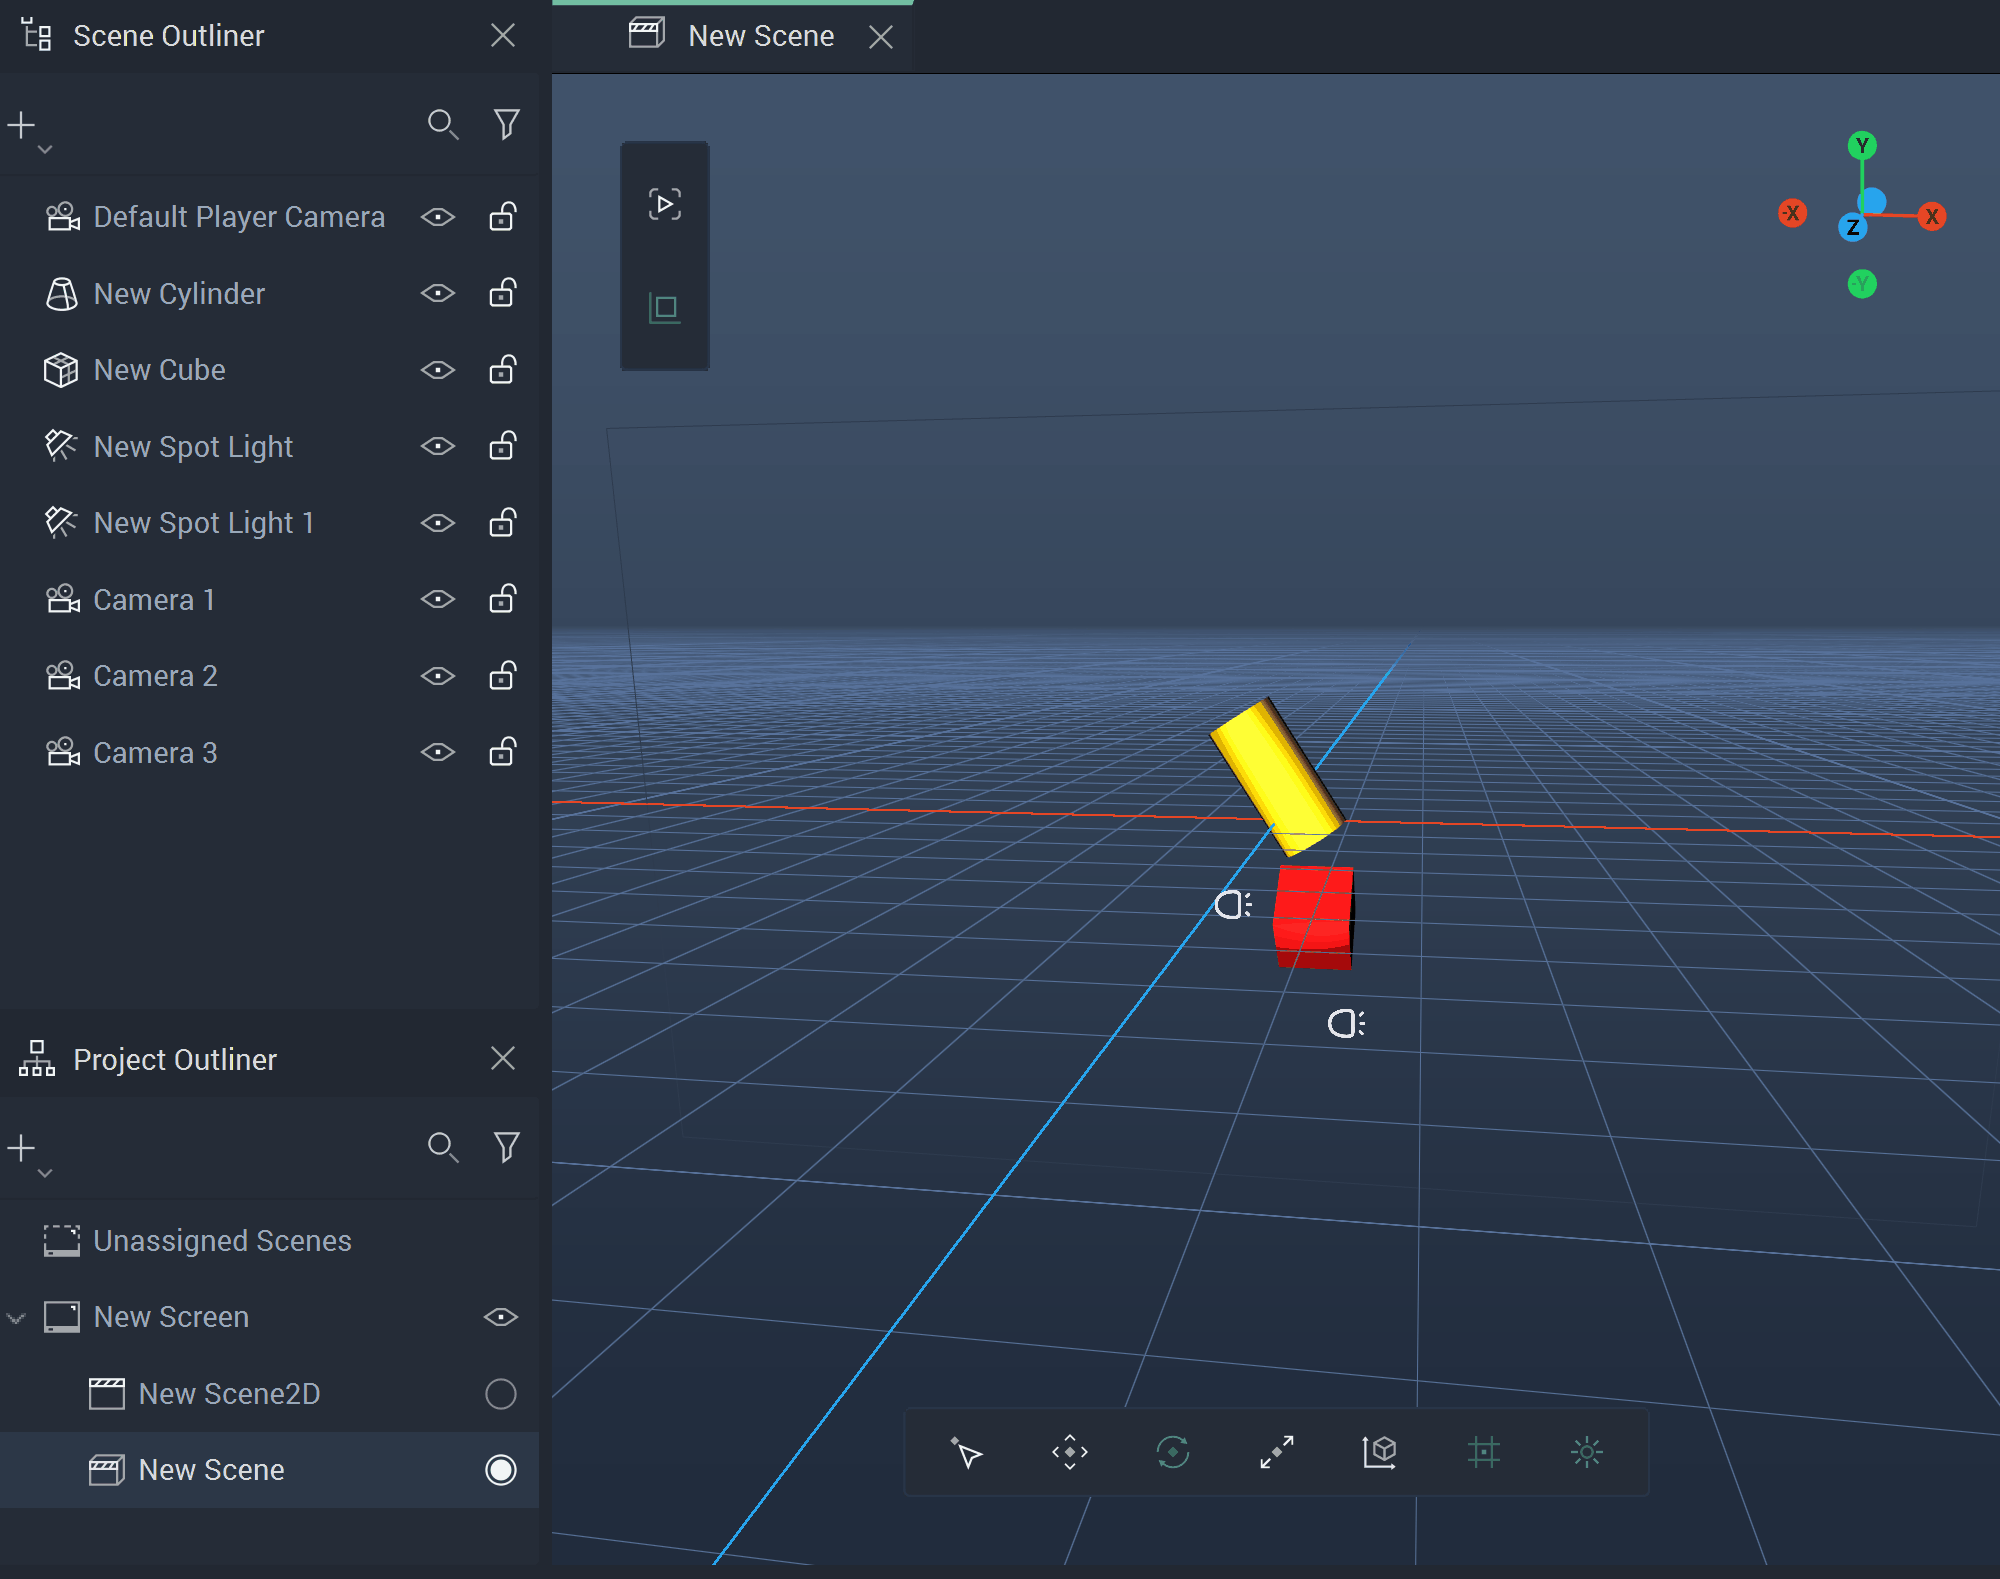 Scene Outliner
New Scene
Default Player Camera
New Cylinder
New Cube
New Spot Light
New Spot Light 1
Camera 1
Camera 2
Camera 3
Y
-X
Z
X
-Y
Project Outliner
Unassigned Scenes
New Screen
New Scene2D
New Scene